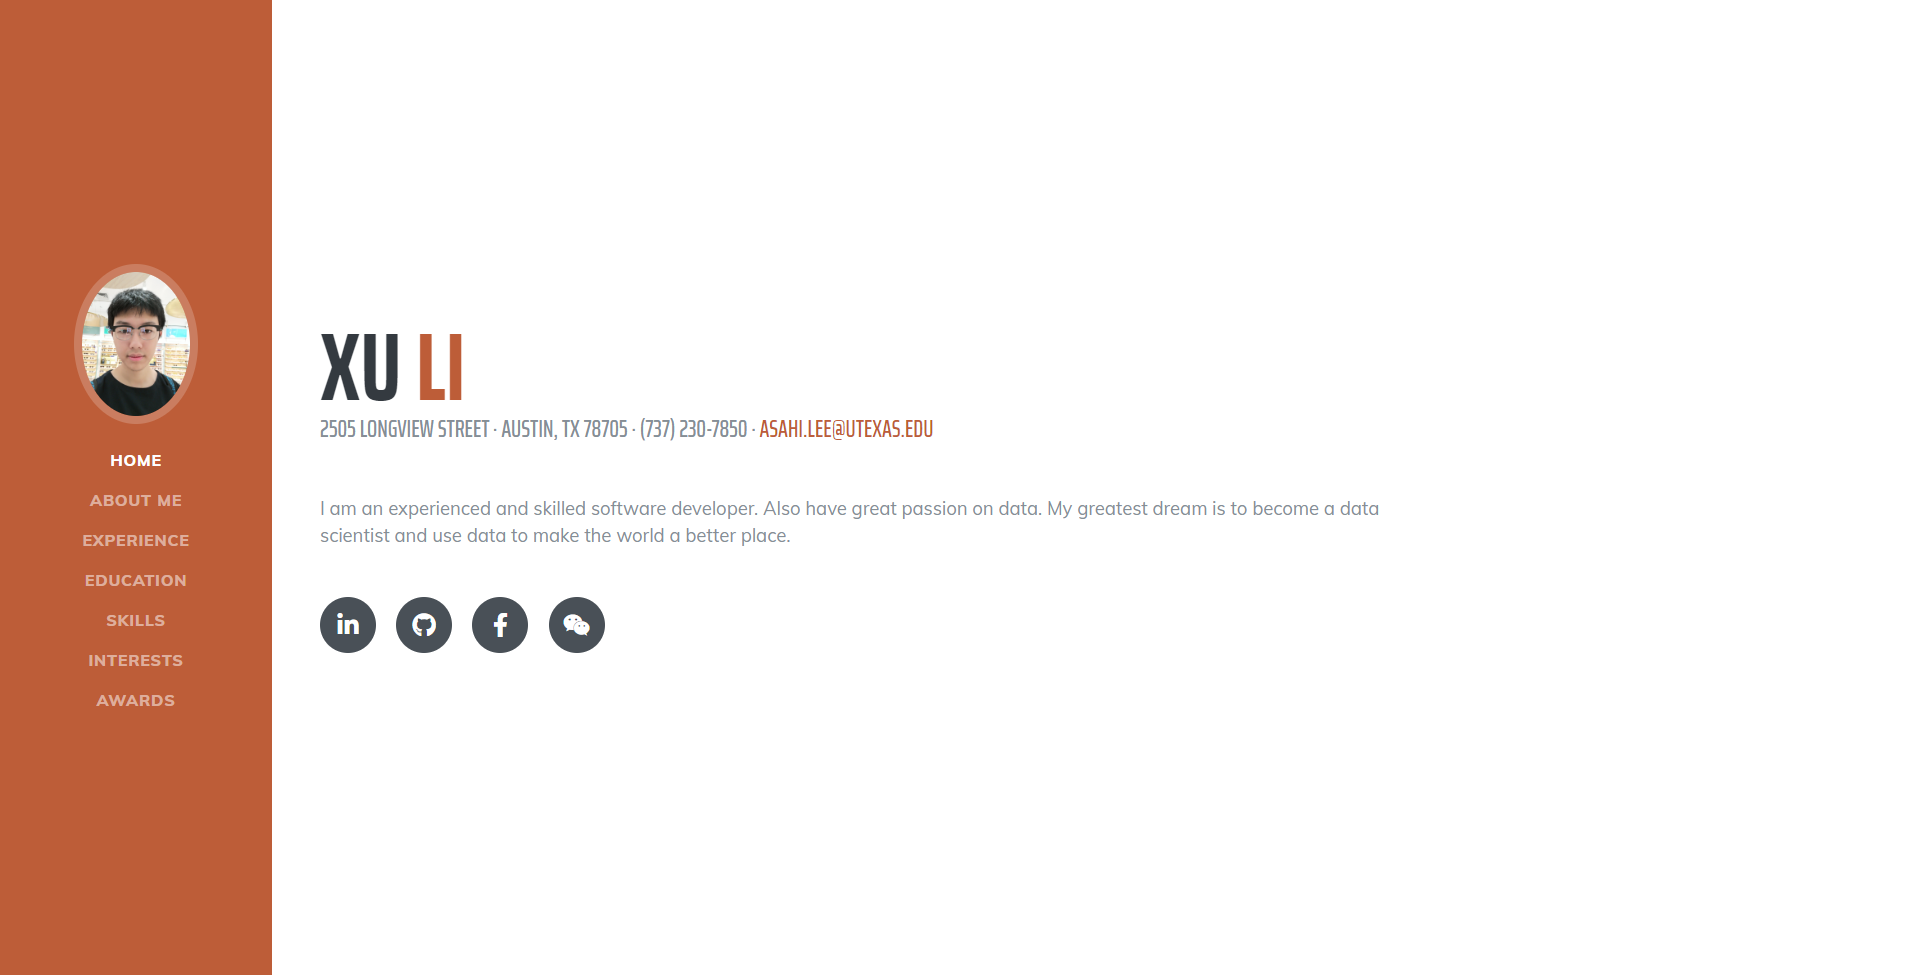 HOME
ABOUT ME
EXPERIENCE
EDUCATION
SKILLS
INTERESTS
AWARDS
XU LI
2505 LONGVIEW STREET · AUSTIN, TX 78705 · (737) 230-7850 · ASAHI.LEE@UTEXAS.EDU
I am an experienced and skilled software developer. Also have great passion on data. My greatest dream is to become a data
scientist and use data to make the world a better place.
in